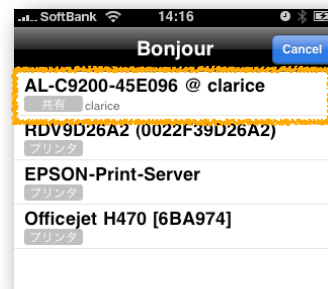 SoftBank 14:16
Bonjour Cancel
AL-C9200-45E096 @ clarice
共有 clarice
RDV9D26A2 (0022F39D26A2)
プリンタ
EPSON-Print-Server
プリンタ
Officejet H470 [6BA974]
プリンタ